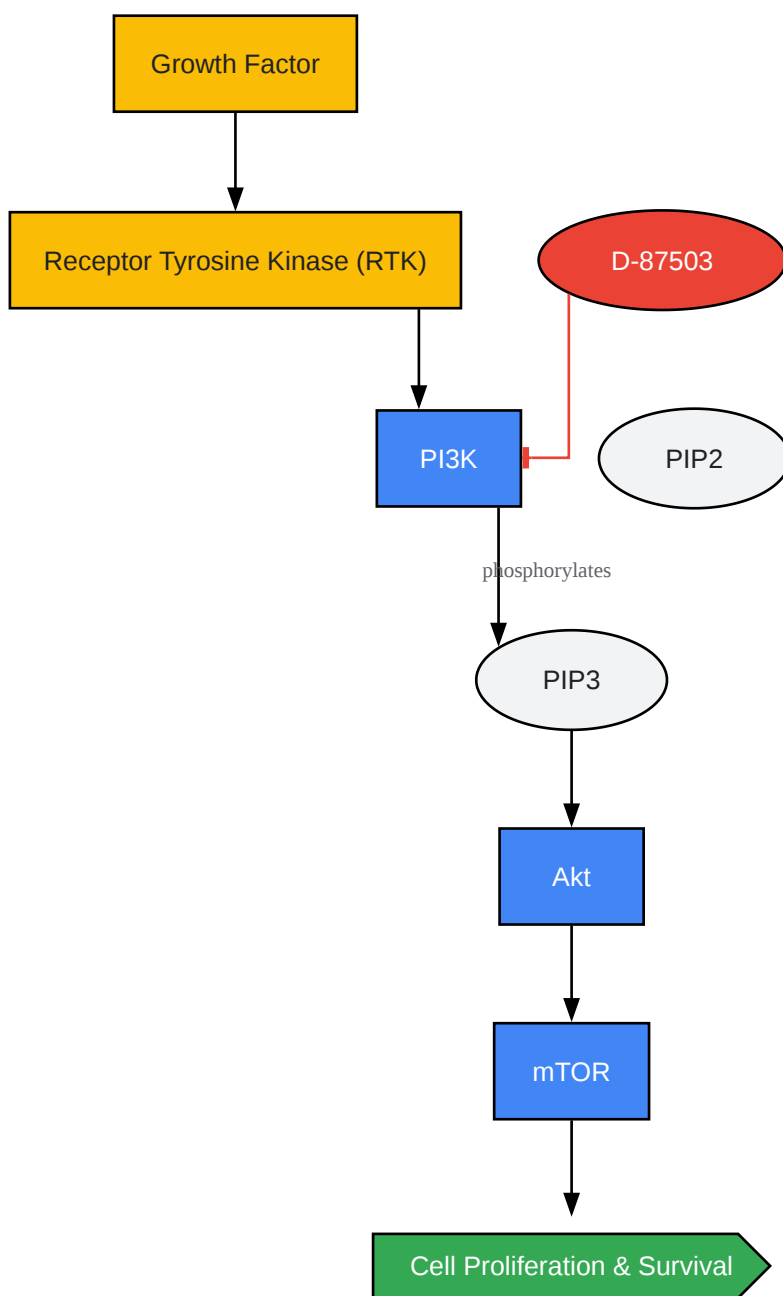 Growth Factor
Receptor Tyrosine Kinase (RTK)
D-87503
PI3K
PIP2
phosphorylates
PIP3
Akt
mTOR
Cell Proliferation & Survival